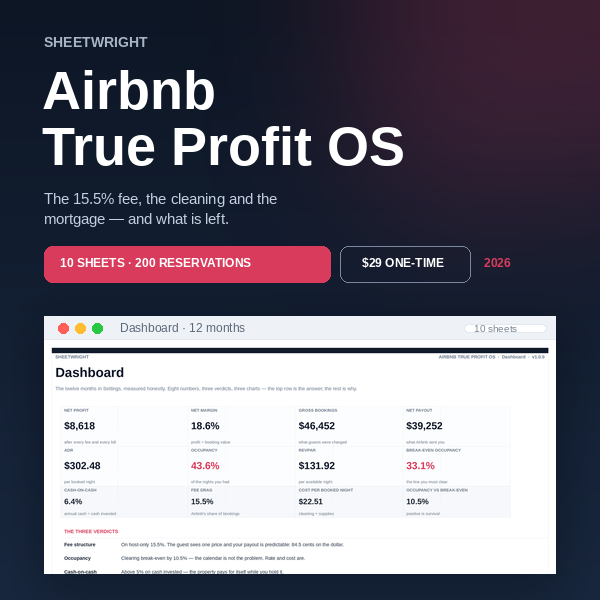 SHEETWRIGHT
Airbnb
True Profit OS
The 15.5% fee, the cleaning and the
mortgage — and what is left.
10 SHEETS · 200 RESERVATIONS
$29 ONE-TIME
2026
Dashboard · 12 months
10 sheets
SHEETWRIGHT
AIRBNB TRUE PROFIT OS · Dashboard · v1.0.0
Dashboard
The twelve months in Settings, measured honestly. Eight numbers, three verdicts, three charts — the top row is the answer, the rest is why.
NET PROFIT
NET MARGIN
GROSS BOOKINGS
NET PAYOUT
$8,618
18.6%
$46,452
$39,252
after every fee and every bill
profit ÷ booking value
what guests were charged
what Airbnb sent you
ADR
OCCUPANCY
REVPAR
BREAK-EVEN OCCUPANCY
$302.48
43.6%
$131.92
33.1%
per booked night
of the nights you had
per available night
the line you must clear
CASH-ON-CASH
FEE DRAG
COST PER BOOKED NIGHT
OCCUPANCY VS BREAK-EVEN
6.4%
15.5%
$22.51
10.5%
annual cash ÷ cash invested
Airbnb's share of bookings
cleaning + supplies
positive is survival
THE THREE VERDICTS
Fee structure
On host-only 15.5%. The guest sees one price and your payout is predictable: 84.5 cents on the dollar.
Occupancy
Clearing break-even by 10.5% — the calendar is not the problem. Rate and cost are.
Cash-on-cash
Above 5% on cash invested — the property pays for itself while you hold it.